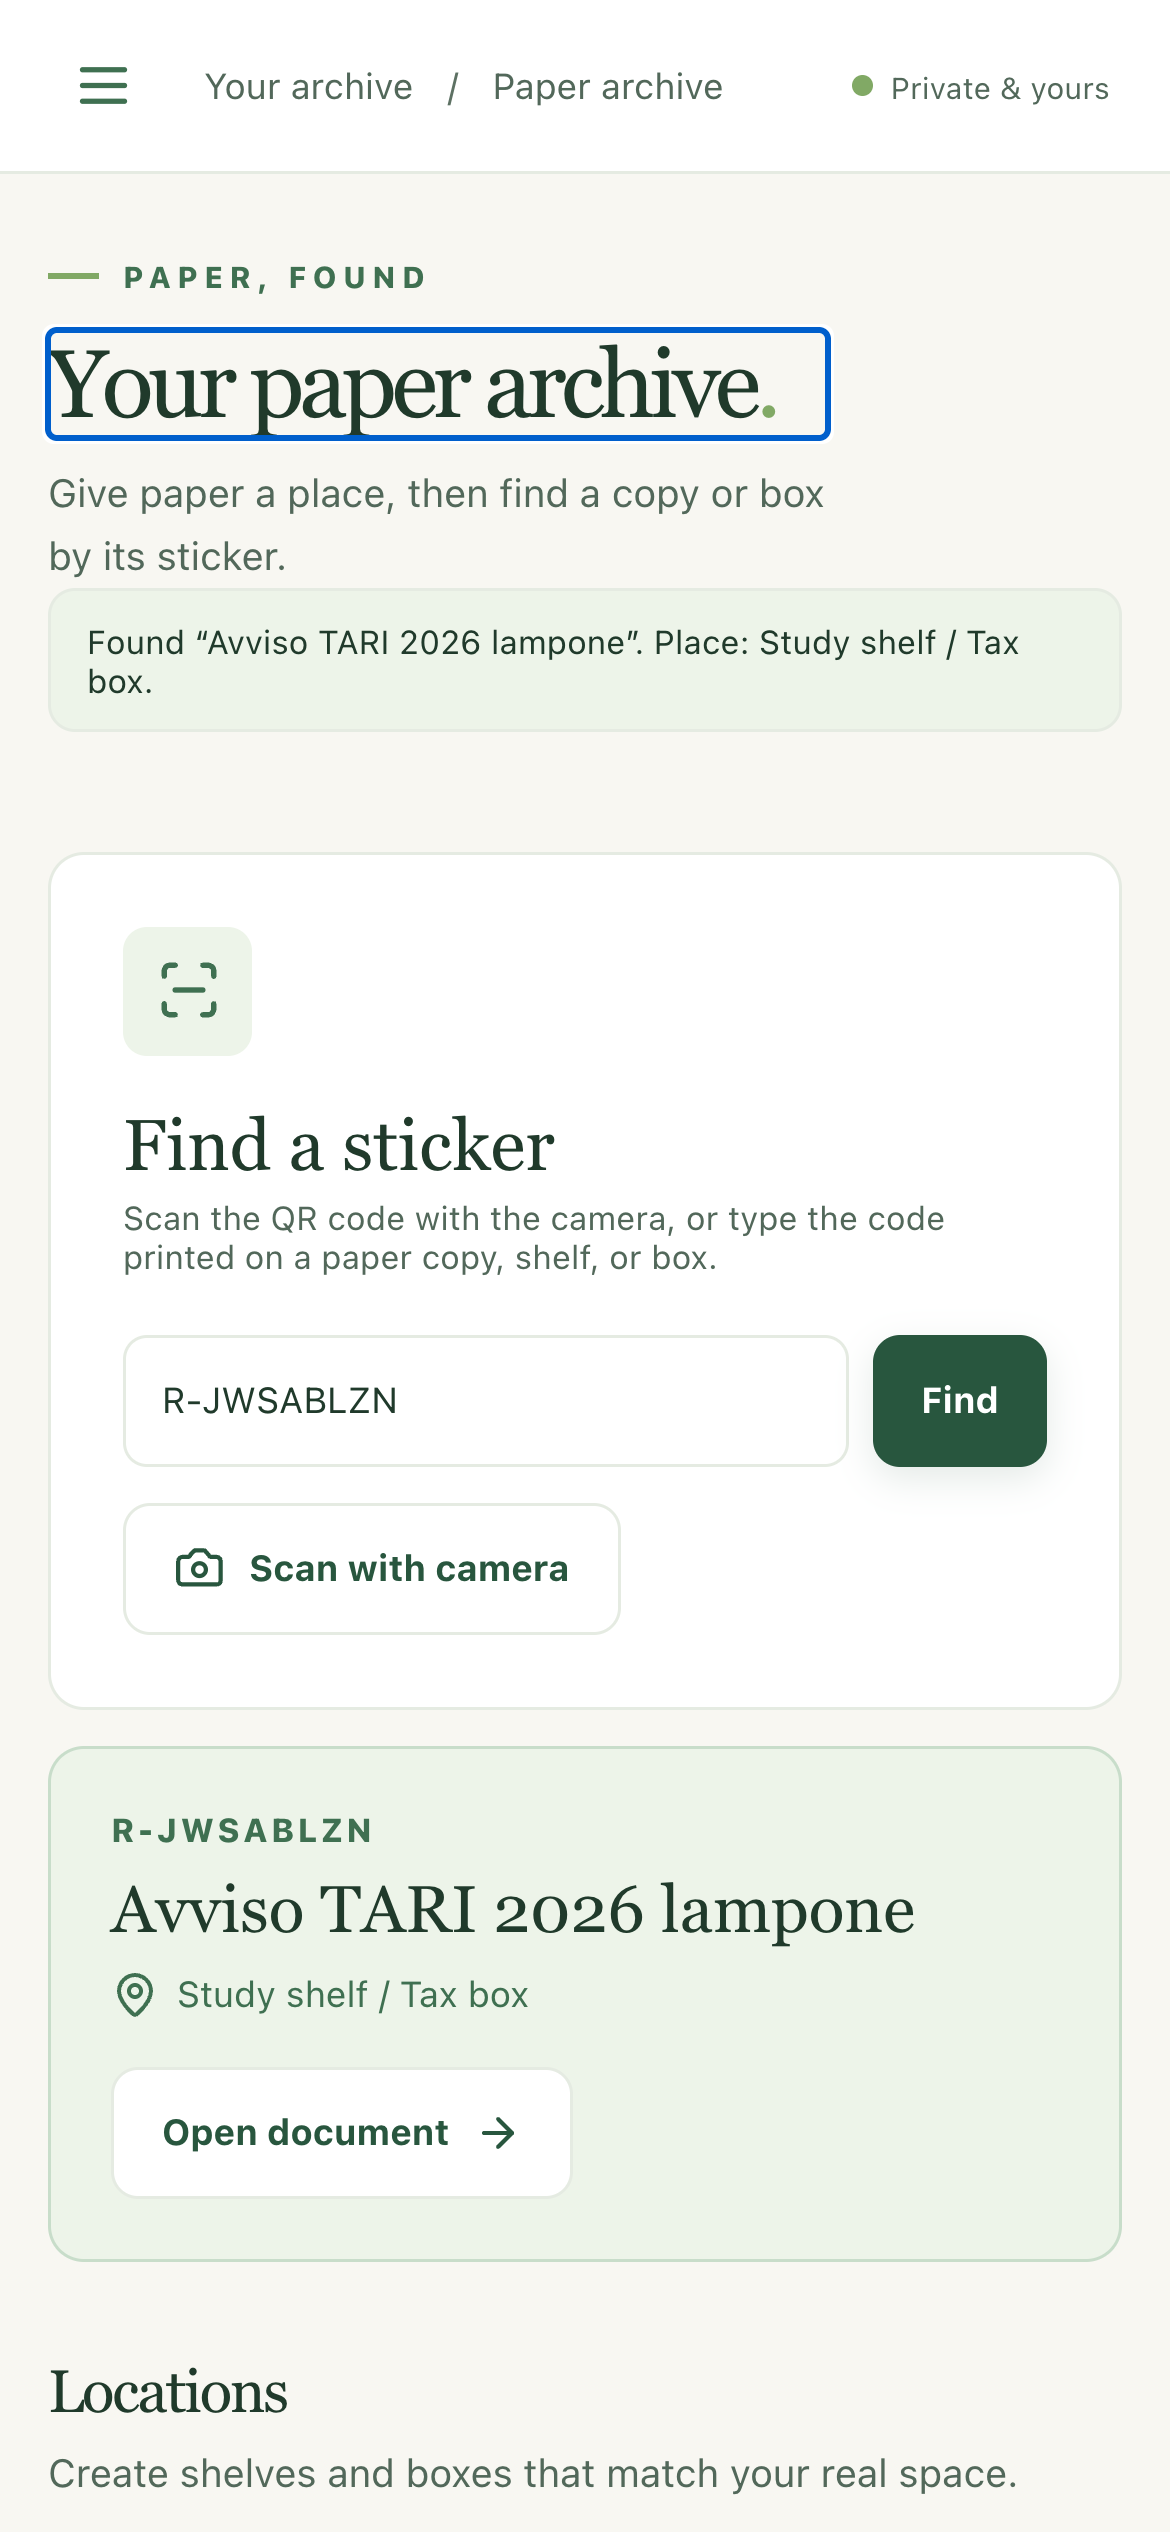 Your archive / Paper archive
Private & yours
PAPER, FOUND
Your paper archive.
Give paper a place, then find a copy or box
by its sticker.
Found “Avviso TARI 2026 lampone”. Place: Study shelf / Tax
box.
Find a sticker
Scan the QR code with the camera, or type the code
printed on a paper copy, shelf, or box.
R-JWSABLZN
Find
Scan with camera
R-JWSABLZN
Avviso TARI 2026 lampone
Study shelf / Tax box
Open document
Locations
Create shelves and boxes that match your real space.